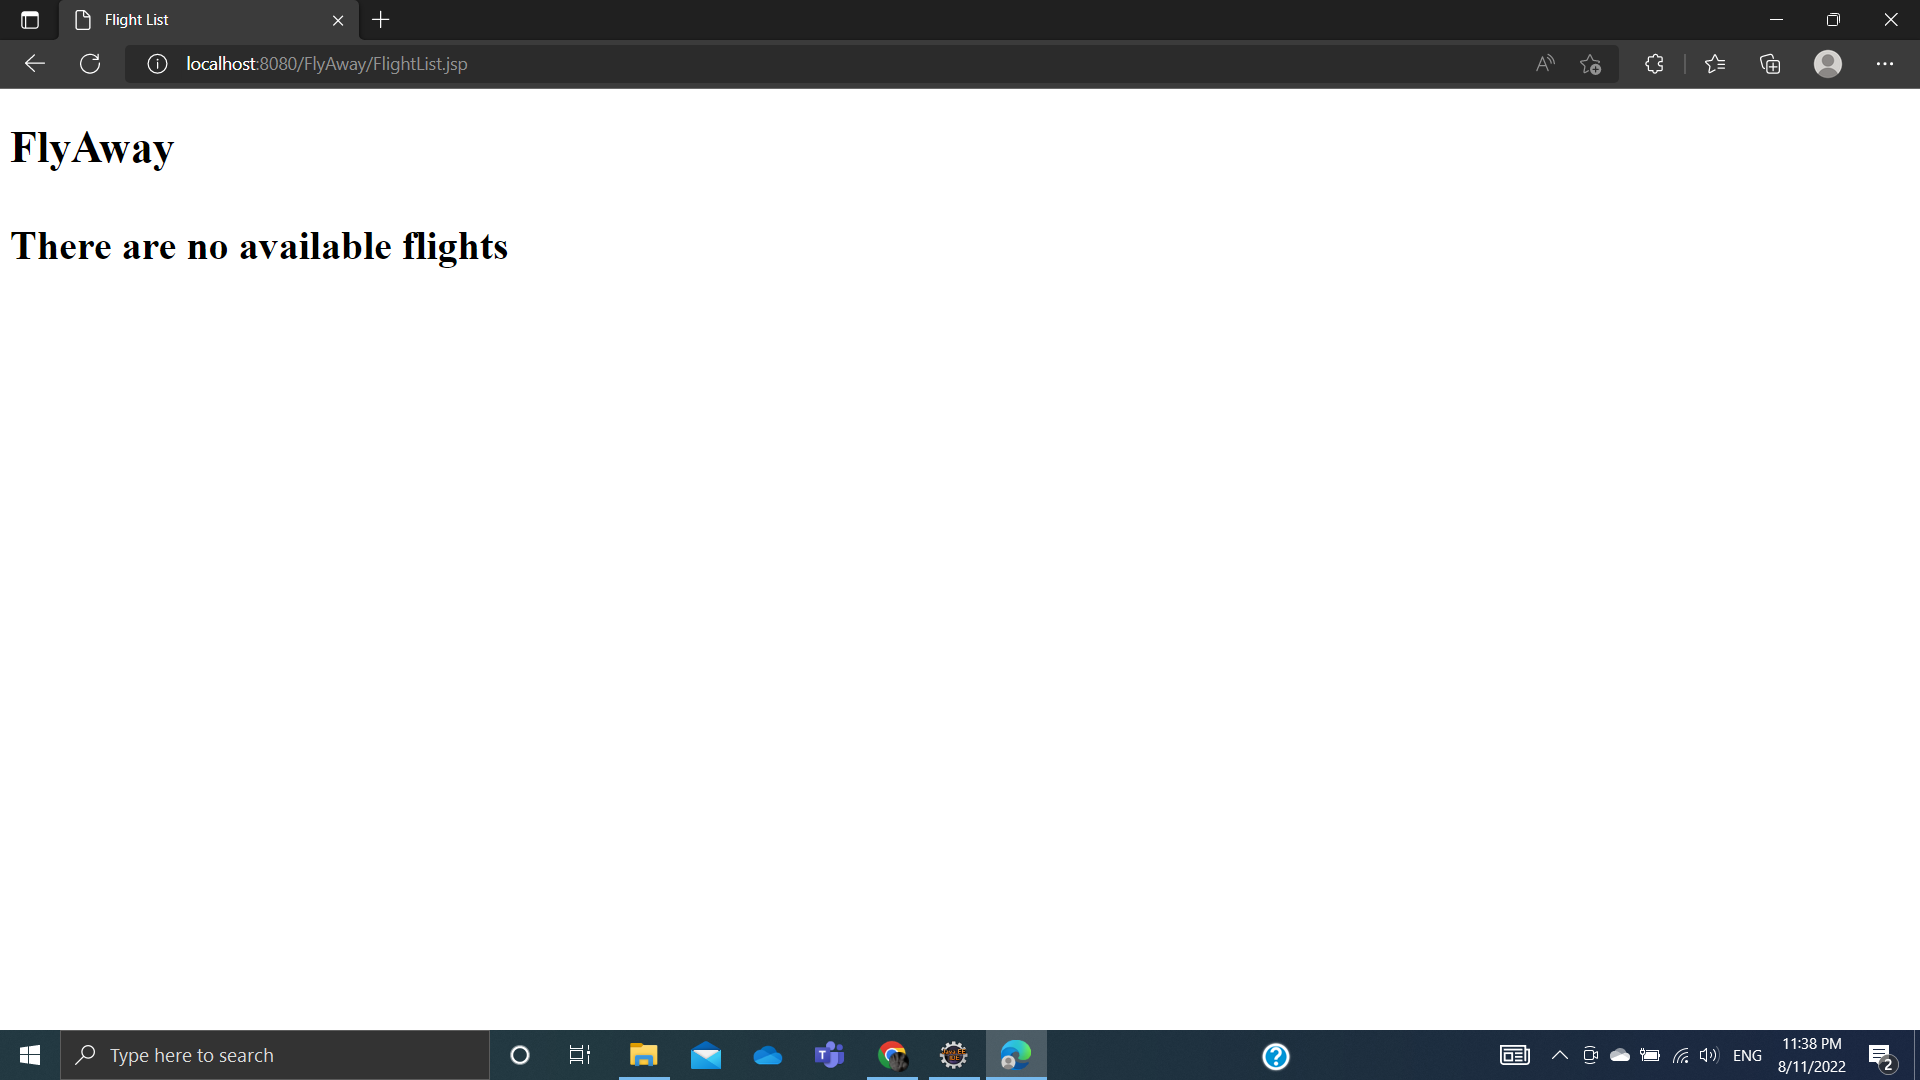 Flight List
localhost:8080/FlyAway/FlightList.jsp
FlyAway
There are no available flights
Type here to search
ENG
11:38 PM
8/11/2022
2